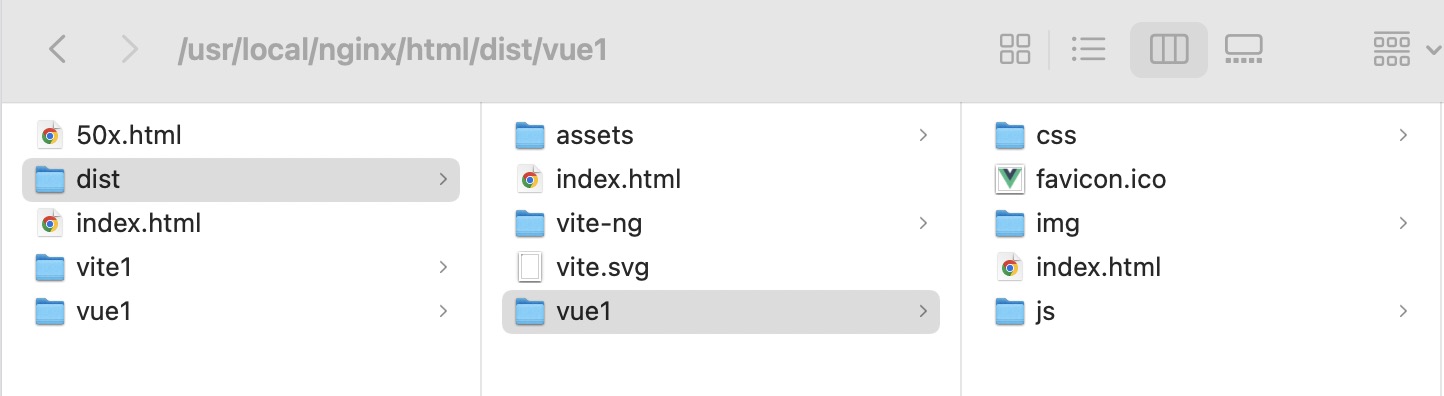 /usr/local/nginx/html/dist/vue1
50x.html
dist
index.html
vite1
vue1
assets
index.html
vite-ng
vite.svg
vue1
css
favicon.ico
img
index.html
js